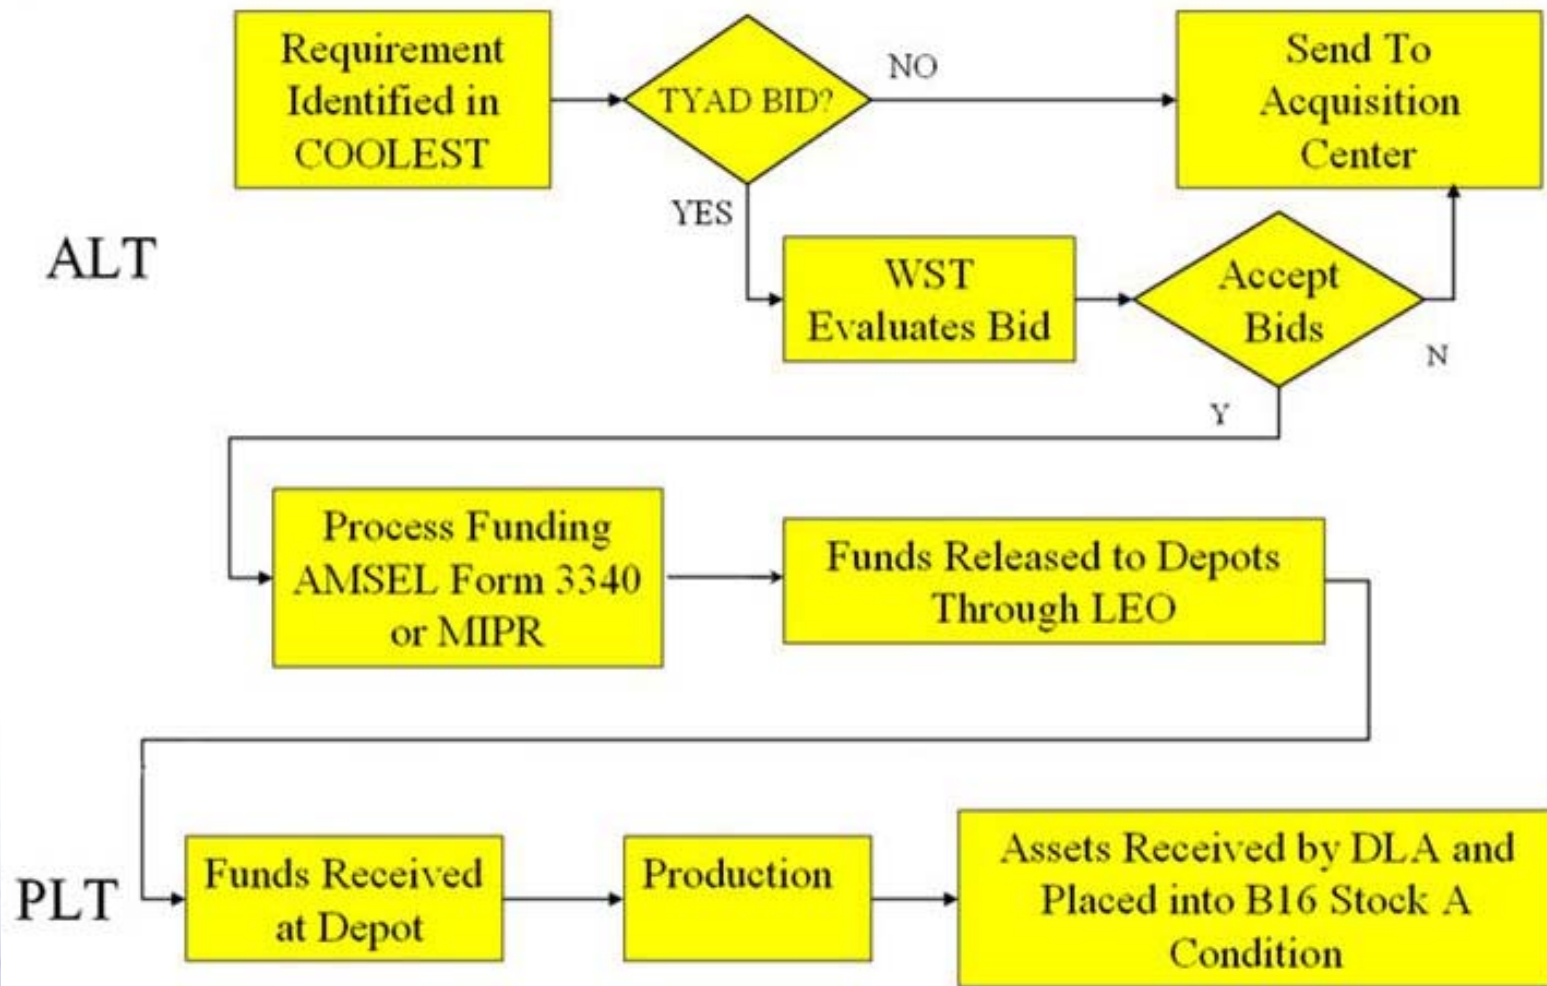 Requirement
Identified in
COOLEST
TYAD BID?
NO
Send To
Acquisition
Center
YES
ALT
WST
Evaluates Bid
Accept
Bids
N
Y
Process Funding
AMSEL Form 3340
or MIPR
Funds Released to Depots
Through LEO
PLT
Funds Received
at Depot
Production
Assets Received by DLA and
Placed into B16 Stock A
Condition